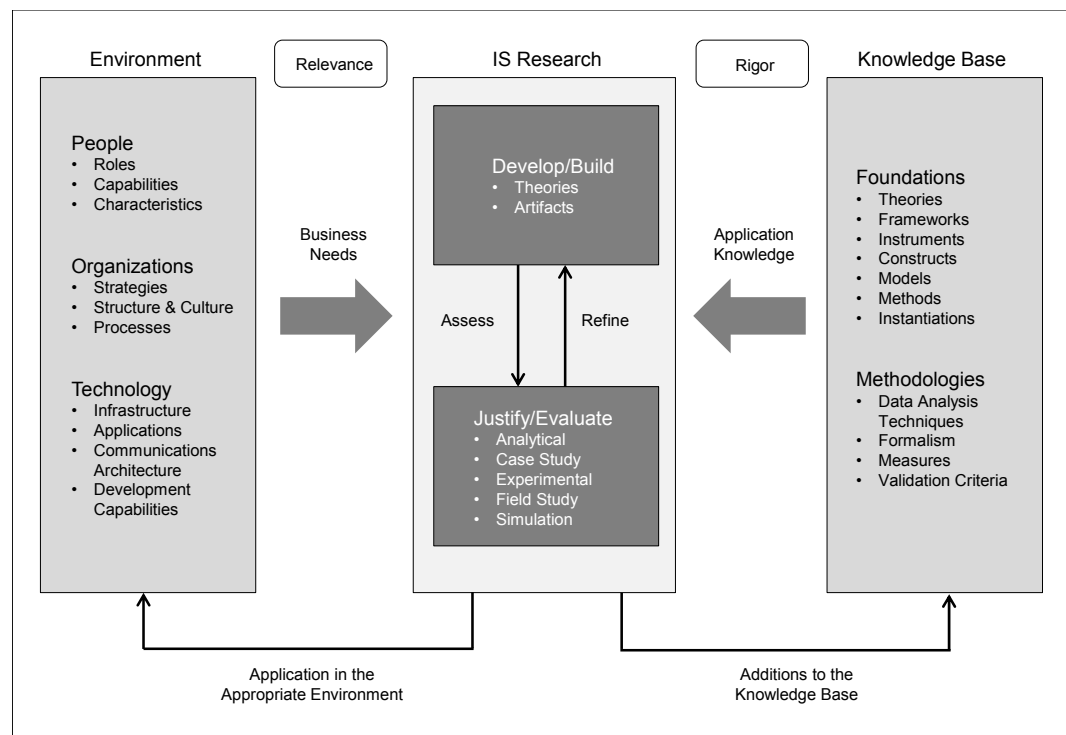 Environment
Relevance
IS Research
Rigor
Knowledge Base
People
• Roles
• Capabilities
• Characteristics
Organizations
• Strategies
• Structure & Culture
• Processes
Technology
• Infrastructure
• Applications
• Communications
Architecture
• Development
Capabilities
Business
Needs
Develop/Build
• Theories
• Artifacts
Assess
Refine
Justify/Evaluate
• Analytical
• Case Study
• Experimental
• Field Study
• Simulation
Application
Knowledge
Foundations
• Theories
• Frameworks
• Instruments
• Constructs
• Models
• Methods
• Instantiations
Methodologies
• Data Analysis
Techniques
• Formalism
• Measures
• Validation Criteria
Application in the
Appropriate Environment
Additions to the
Knowledge Base